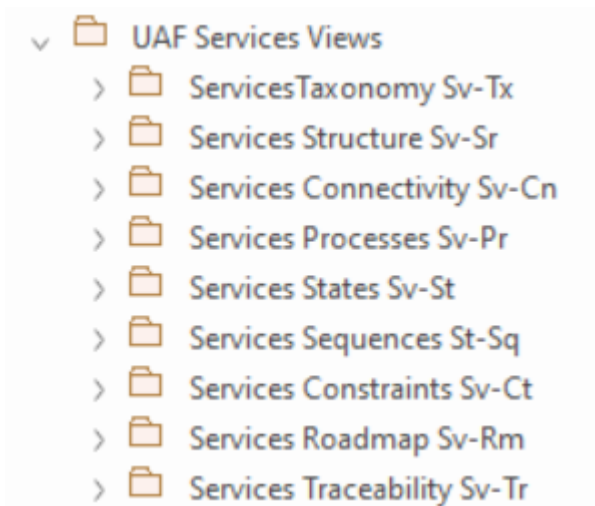 UAF Services Views
ServicesTaxonomy Sv-Tx
Services Structure Sv-Sr
Services Connectivity Sv-Cn
Services Processes Sv-Pr
Services States Sv-St
Services Sequences St-Sq
Services Constraints Sv-Ct
Services Roadmap Sv-Rm
Services Traceability Sv-Tr